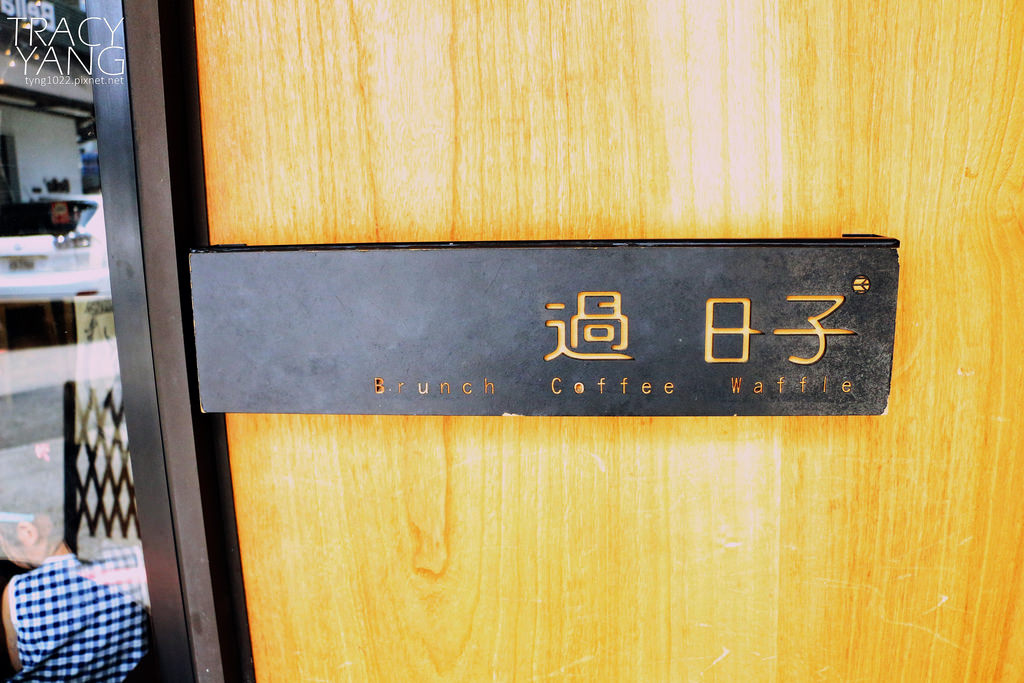 TRACY
YANG
tyng1022.pixnet.net
過 日子
Brunch Coffee Waffle